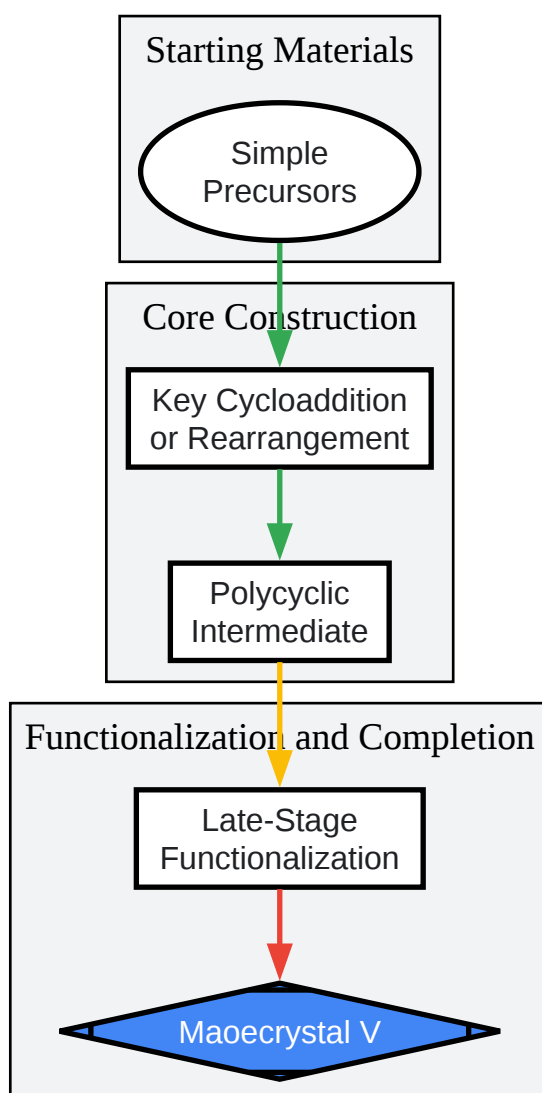 Starting Materials
Simple
Precursors
Core Construction
Key Cycloaddition
or Rearrangement
Polycyclic
Intermediate
Functionalization and Completion
Late-Stage
Functionalization
Maoecrystal V